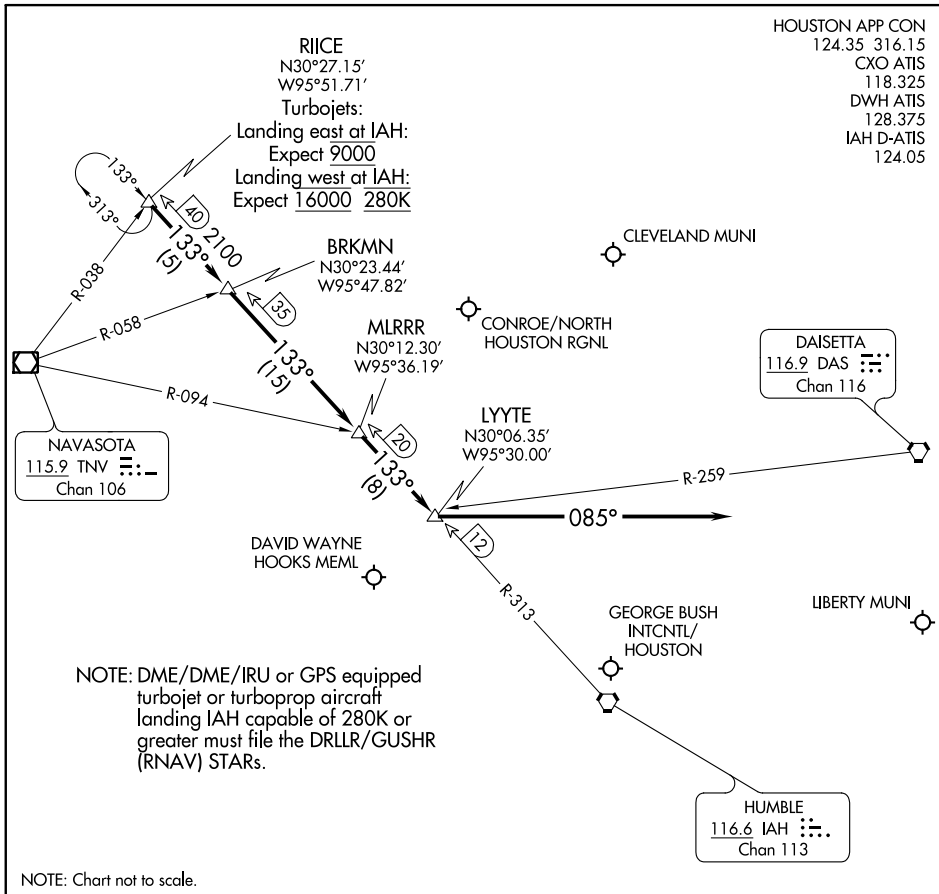 HOUSTON APP CON
124.35 316.15
CXO ATIS
118.325
DWH ATIS
128.375
IAH D-ATIS
124.05
RIICE
N30°27.15'
W95°51.71'
Turbojets:
Landing east at IAH:
Expect 9000
Landing west at IAH:
Expect 16000 280K
133°
313°
40
2100
133°
(5)
R-038
BRKMN
N30°23.44'
W95°47.82'
35
R-058
133°
(15)
CLEVELAND MUNI
CONROE/NORTH
HOUSTON RGNL
MLRRR
N30°12.30'
W95°36.19'
R-094
20
133°
(8)
NAVASOTA
115.9 TNV
Chan 106
DAISETTA
116.9 DAS
Chan 116
LYYTE
N30°06.35'
W95°30.00'
R-259
085°
12
R-313
DAVID WAYNE
HOOKS MEML
GEORGE BUSH
INTCNTL/
HOUSTON
LIBERTY MUNI
NOTE: DME/DME/IRU or GPS equipped
turbojet or turboprop aircraft
landing IAH capable of 280K or
greater must file the DRLLR/GUSHR
(RNAV) STARs.
HUMBLE
116.6 IAH
Chan 113
NOTE: Chart not to scale.